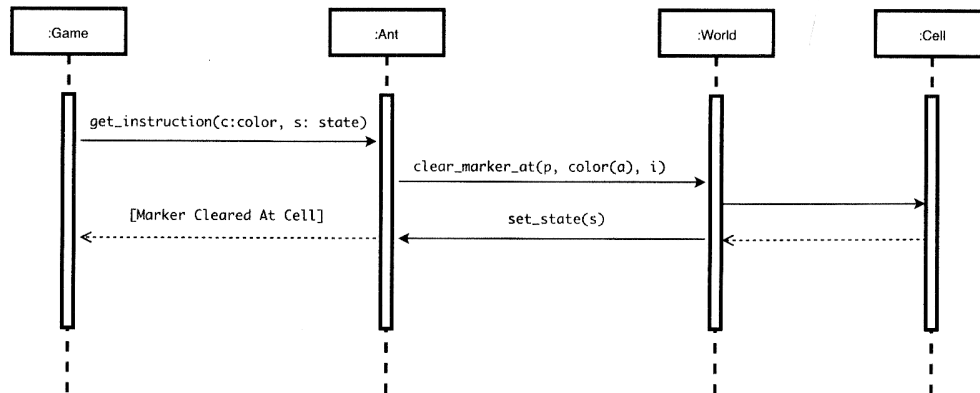 :Game
:Ant
:World
:Cell
get_instruction(c:color, s: state)
clear_marker_at(p, color(a), i)
[Marker Cleared At Cell]
set_state(s)